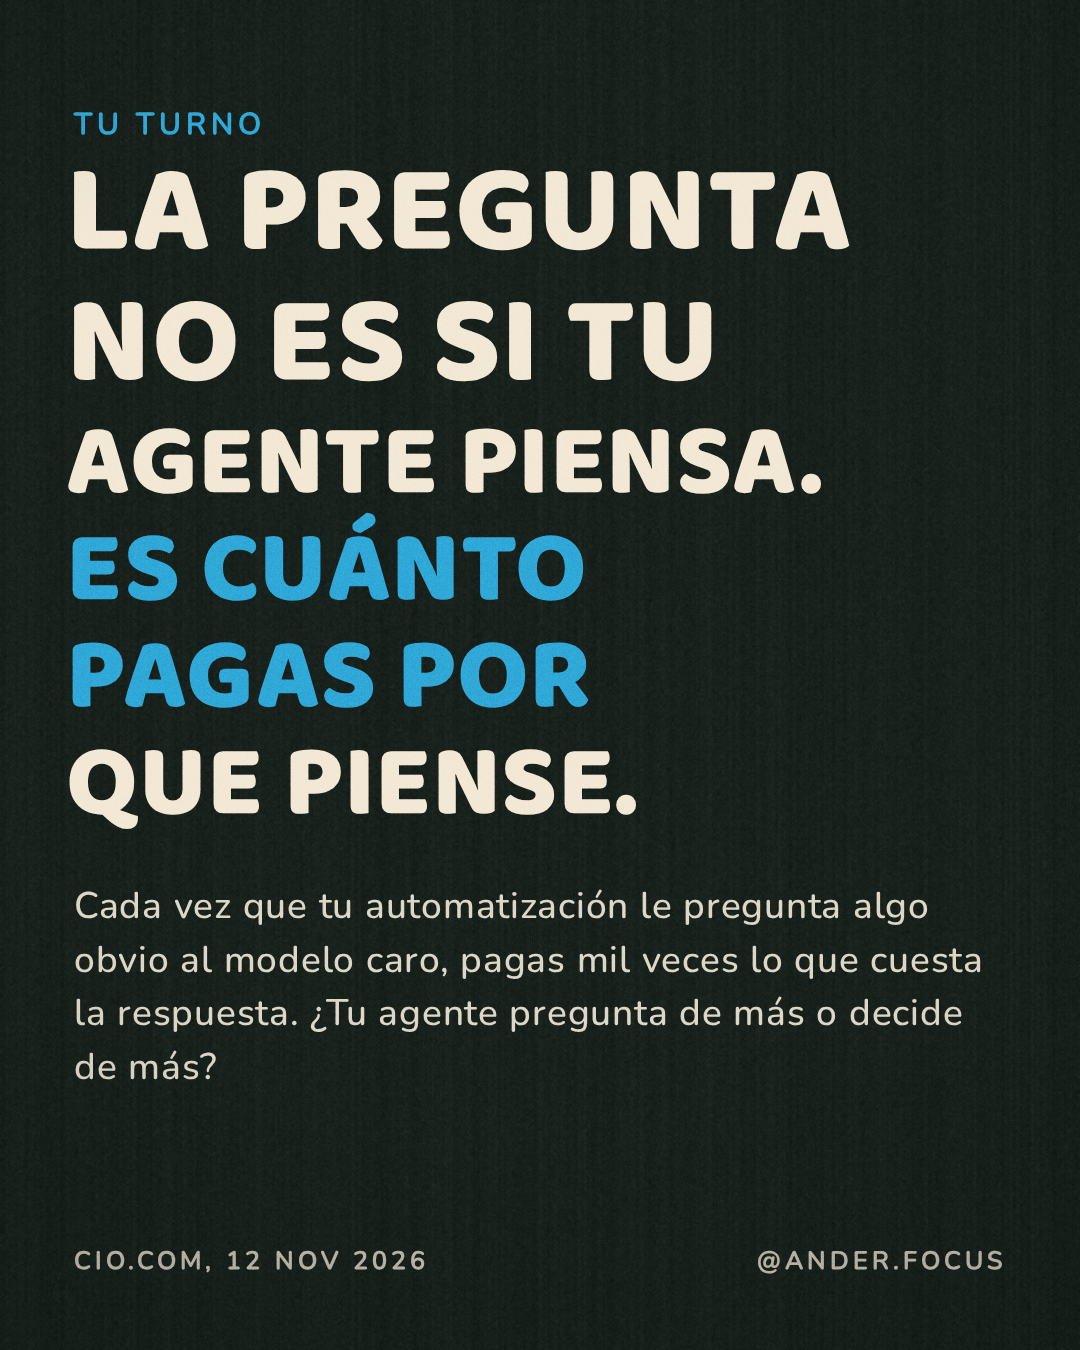 TU TURNO
LA PREGUNTA
NO ES SI TU
AGENTE PIENSA.
ES CUÁNTO
PAGAS POR
QUE PIENSE.
Cada vez que tu automatización le pregunta algo
obvio al modelo caro, pagas mil veces lo que cuesta
la respuesta. ¿Tu agente pregunta de más o decide
de más?
CIO.COM, 12 NOV 2026
@ANDER.FOCUS